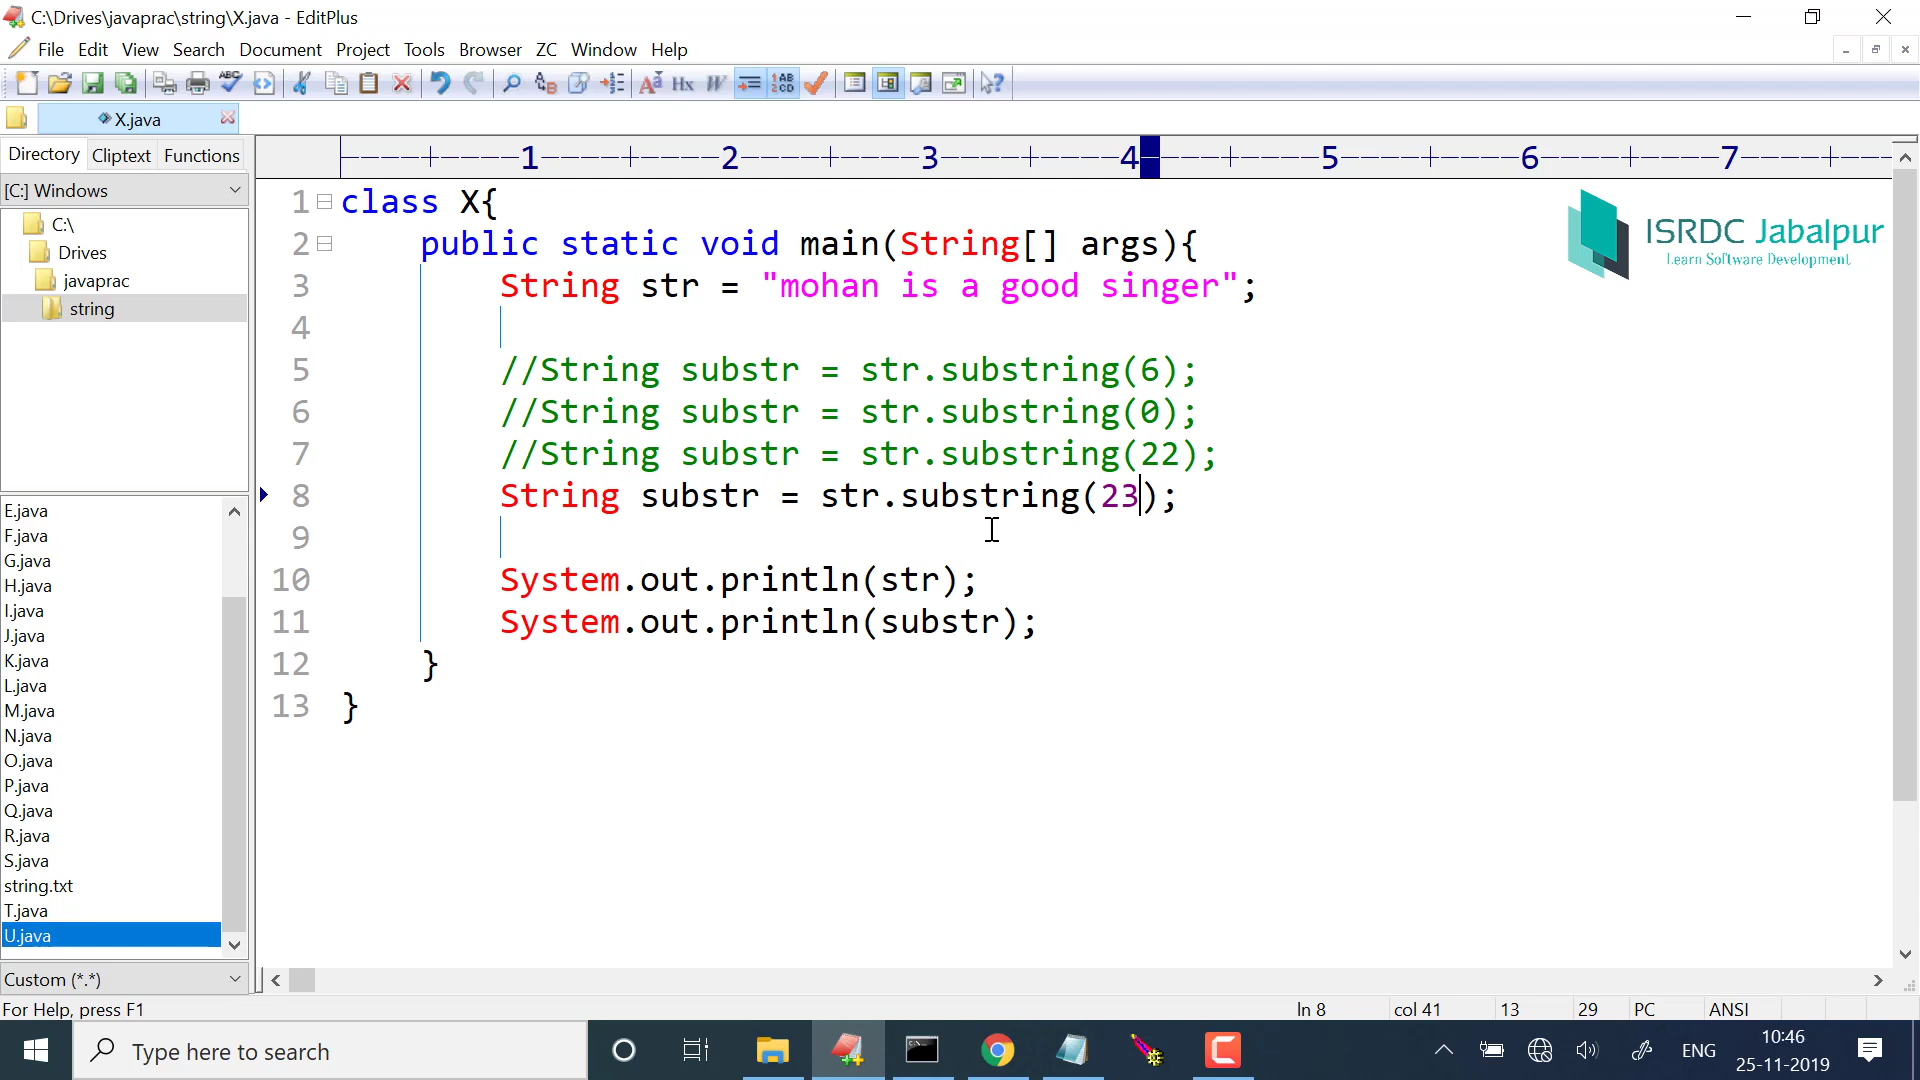 C:\Drives\javaprac\string\X.java - EditPlus
File Edit View Search Document Project Tools Browser ZC Window Help
X.java
Directory Cliptext Functions
[C:] Windows
C:\
Drives
javaprac
string
E.java
F.java
G.java
H.java
I.java
J.java
K.java
L.java
M.java
N.java
O.java
P.java
Q.java
R.java
S.java
string.txt
T.java
U.java
Custom (*.*)
1 2 3 4 5 6 7
1 class X{
2 public static void main(String[] args){
3 String str = "mohan is a good singer";
4
5 //String substr = str.substring(6);
6 //String substr = str.substring(0);
7 //String substr = str.substring(22);
8 String substr = str.substring(23);
9
10 System.out.println(str);
11 System.out.println(substr);
12 }
13 }
ISRDC Jabalpur
Learn Software Development
For Help, press F1 ln 8 col 41 13 29 PC ANSI
Type here to search
ENG
10:46
25-11-2019